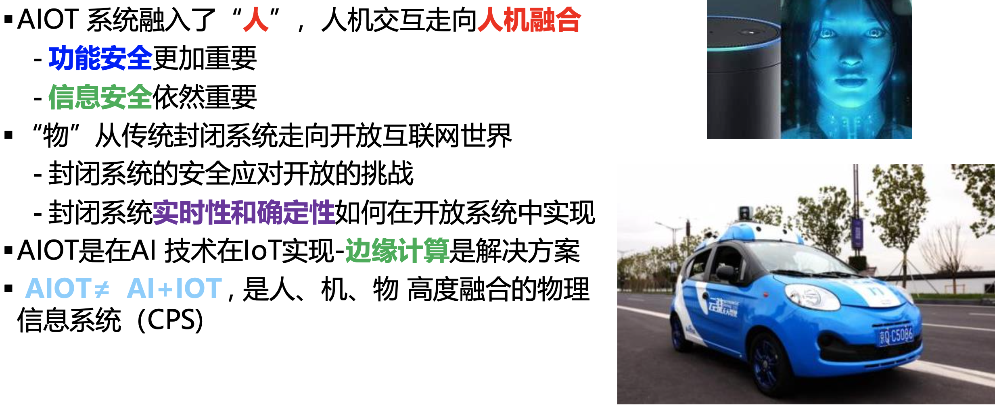 ▪AIOT 系统融入了“人”，人机交互走向人机融合
- 功能安全更加重要
- 信息安全依然重要
▪“物”从传统封闭系统走向开放互联网世界
- 封闭系统的安全应对开放的挑战
- 封闭系统实时性和确定性如何在开放系统中实现
▪AIOT是在AI 技术在IoT实现-边缘计算是解决方案
▪ AIOT≠ AI+IOT , 是人、机、物 高度融合的物理
信息系统（CPS)
京Q C5086